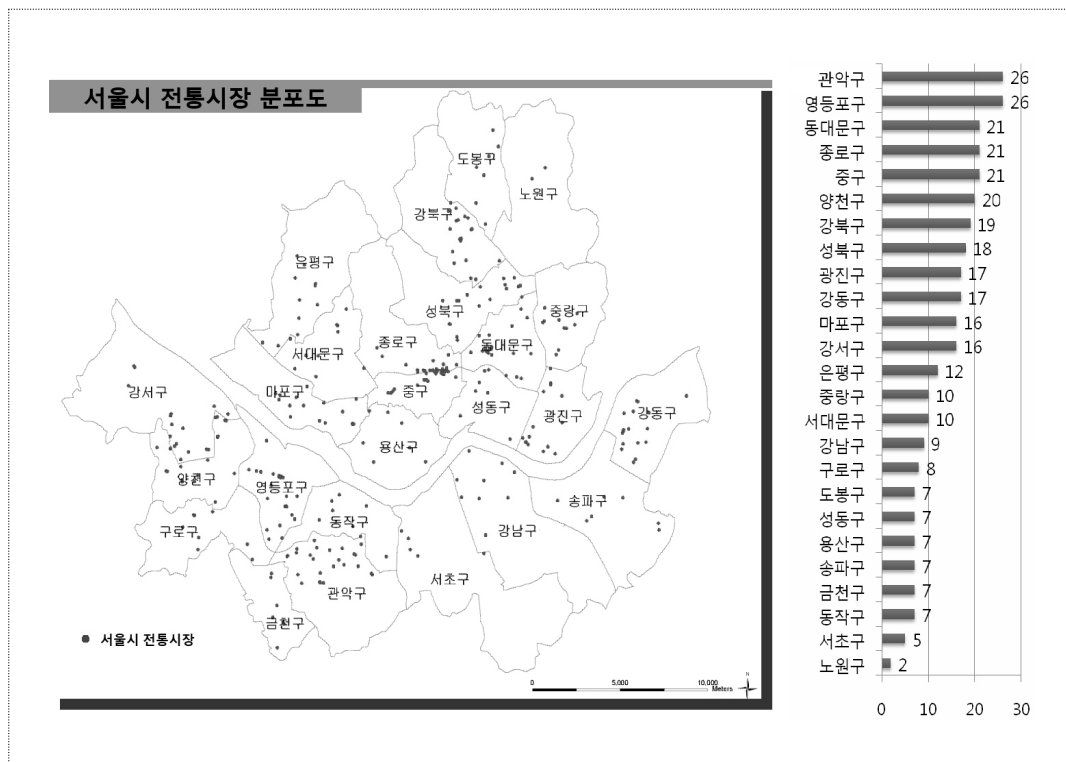 서울시 전통시장 분포도
도봉구
노원구
강북구
은평구
성북구
중랑구
종로구
동대문구
서대문구
강서구
마포구
중구
성동구
광진구
강동구
용산구
양천구
영등포구
송파구
구로구
동작구
강남구
서초구
관악구
금천구
서울시 전통시장
0 5,000 10,000
Meters
N
관악구 26
영등포구 26
동대문구 21
종로구 21
중구 21
양천구 20
강북구 19
성북구 18
광진구 17
강동구 17
마포구 16
강서구 16
은평구 12
중랑구 10
서대문구 10
강남구 9
구로구 8
도봉구 7
성동구 7
용산구 7
송파구 7
금천구 7
동작구 7
서초구 5
노원구 2
0 10 20 30